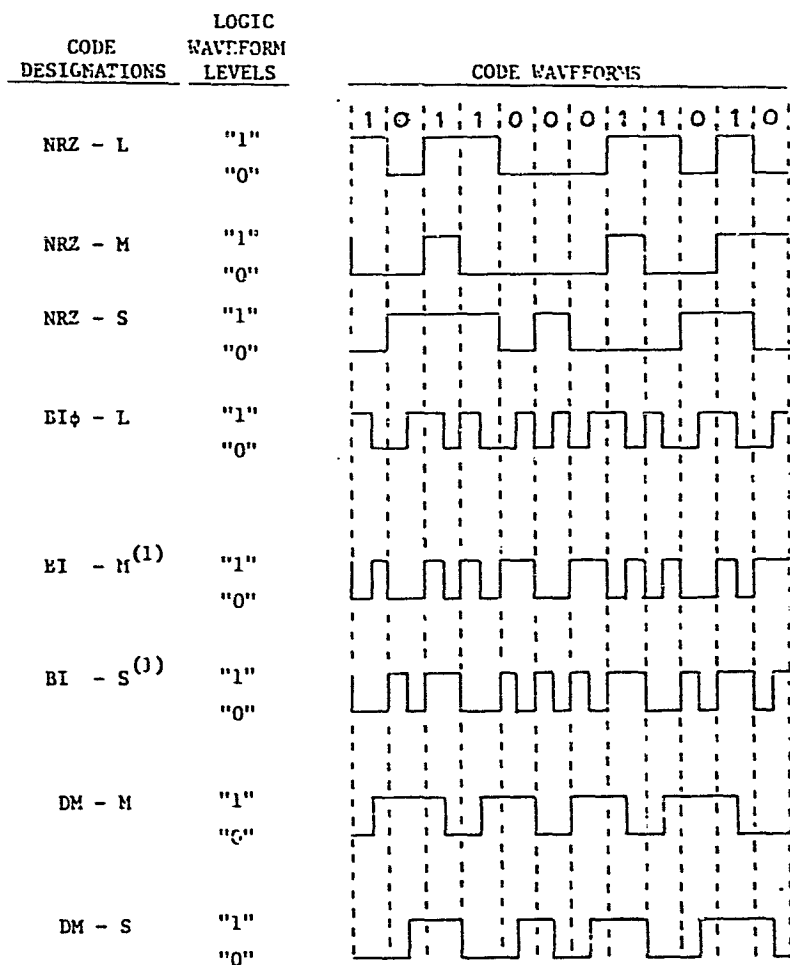 LOGIC
CODE WAVEFORM
DESIGNATIONS LEVELS CODE WAVEFORMS
1 0 1 1 0 0 0 1 1 0 1 0
NRZ - L "1"
"0"
NRZ - M "1"
"0"
NRZ - S "1"
"0"
BIϕ - L "1"
"0"
BI - M(1) "1"
"0"
BI - S(1) "1"
"0"
DM - M "1"
"0"
DM - S "1"
"0"